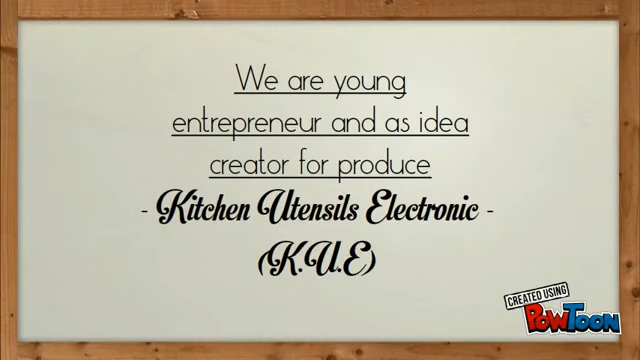 We are young
entrepreneur and as idea
creator for produce
- Kitchen Utensils Electronic -
(K.U.E)
CREATED USING
POWTOON